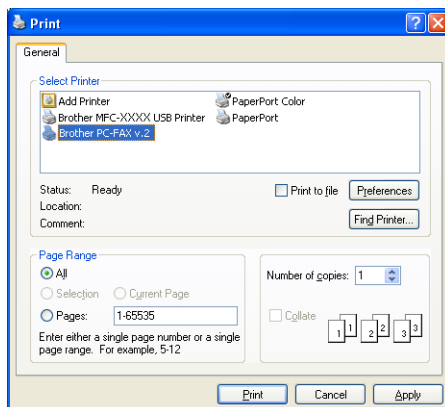 Print
General
Select Printer
Add Printer
PaperPort Color
Brother MFC-XXXX USB Printer
PaperPort
Brother PC-FAX v.2
Status: Ready
Print to file
Preferences
Location:
Comment:
Find Printer...
Page Range
All
Selection
Current Page
Pages: 1-65535
Enter either a single page number or a single
page range. For example, 5-12
Number of copies: 1
Collate
1 1 2 2 3 3
Print
Cancel
Apply